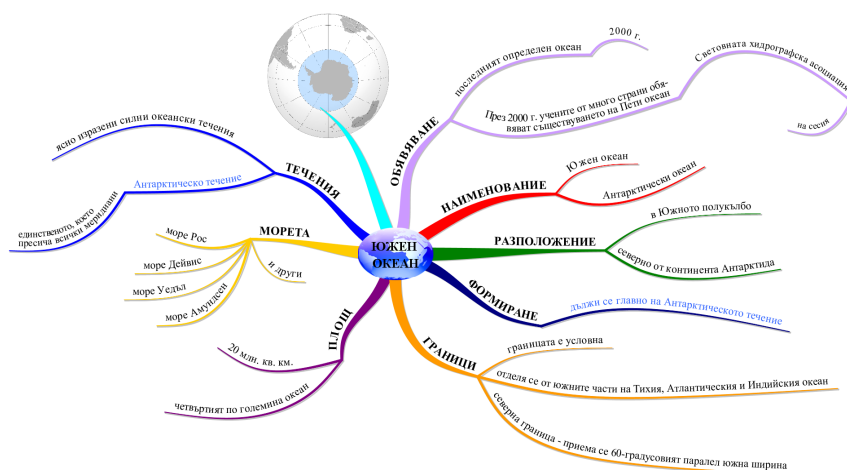 ЮЖЕН
ОКЕАН
ОБЯВЯВАНЕ
последният определен океан
2000 г.
През 2000 г. учените от много страни обя-
вяват съществуването на Пети океан
Световната хидрографска асоциация
на сесия
НАИМЕНОВАНИЕ
Южен океан
Антарктически океан
РАЗПОЛОЖЕНИЕ
в Южното полукълбо
северно от континента Антарктида
ФОРМИРАНЕ
дължи се главно на Антарктическото течение
ГРАНИЦИ
границата е условна
отделя се от южните части на Тихия, Атлантическия и Индийския океан
северна граница - приема се 60-градусовият паралел южна ширина
ПЛОЩ
20 млн. кв. км.
четвъртият по големина океан
МОРЕТА
море Рос
море Дейвис
море Уедъл
море Амундсен
и други
ТЕЧЕНИЯ
ясно изразени силни океански течения
Антарктическо течение
единственото, което
пресича всички меридиани